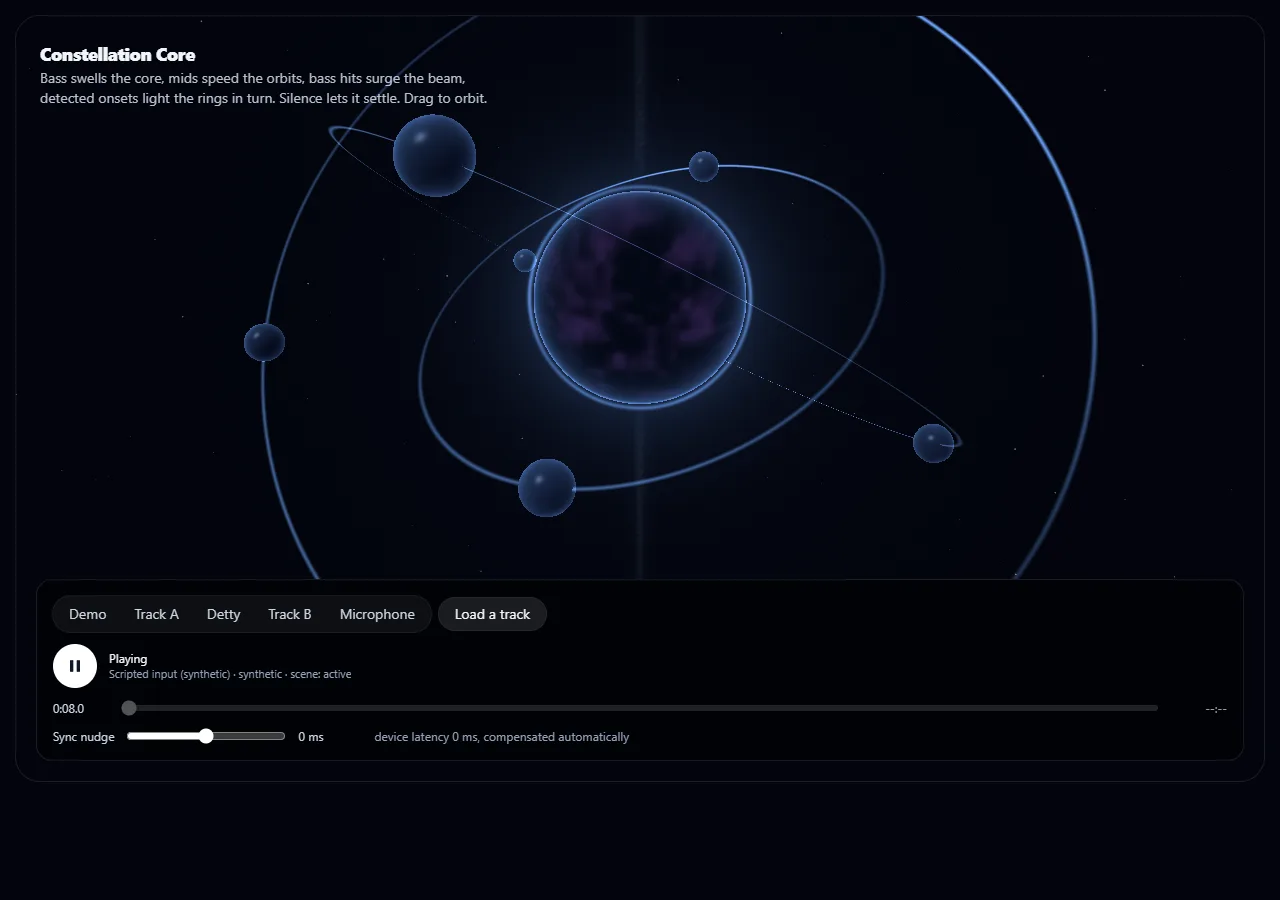 Constellation Core
Bass swells the core, mids speed the orbits, bass hits surge the beam,
detected onsets light the rings in turn. Silence lets it settle. Drag to orbit.
Demo
Track A
Detty
Track B
Microphone
Load a track
Playing
Scripted input (synthetic) · synthetic · scene: active
0:08.0
--:--
Sync nudge
0 ms
device latency 0 ms, compensated automatically